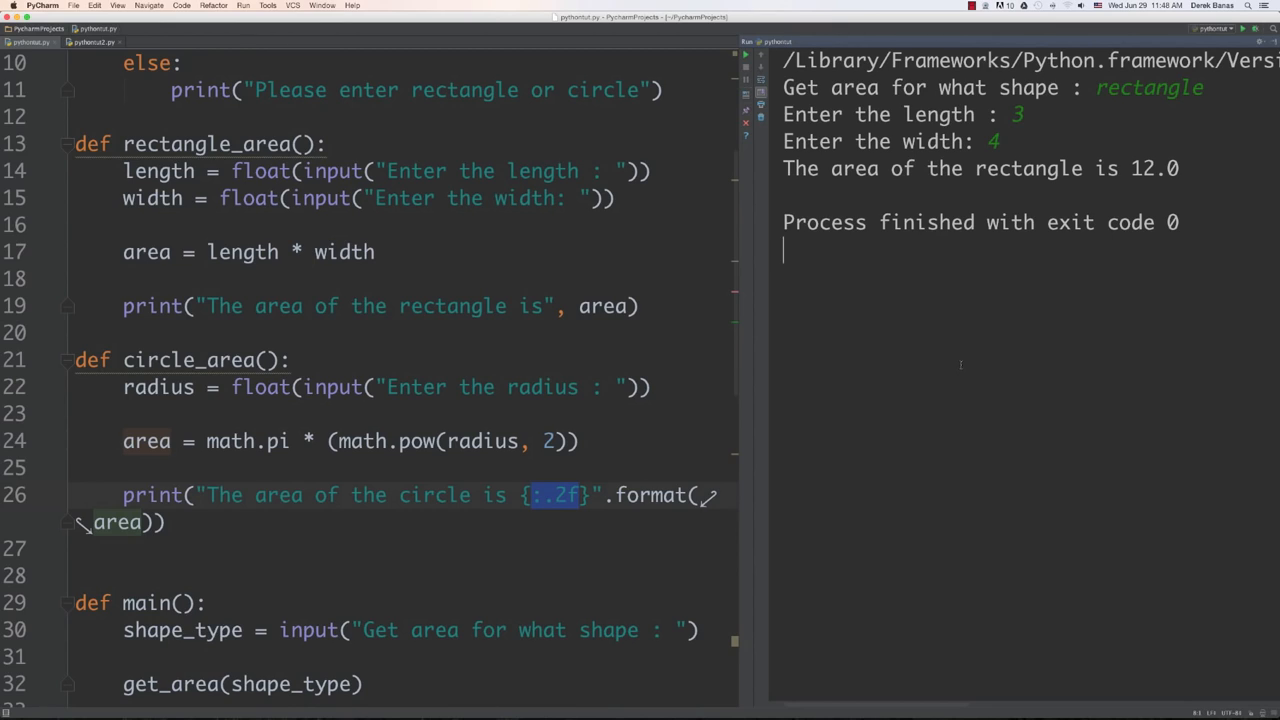 PyCharm File Edit View Navigate Code Refactor Run Tools VCS Window Help
Wed Jun 29 11:48 AM Derek Banas
pythontut.py - PyCharmProjects - [~/PycharmProjects]
PycharmProjects pythontut.py
pythontut
pythontut.py pythontut2.py
Run pythontut
10 else:
11 print("Please enter rectangle or circle")
12
13 def rectangle_area():
14 length = float(input("Enter the length : "))
15 width = float(input("Enter the width: "))
16
17 area = length * width
18
19 print("The area of the rectangle is", area)
20
21 def circle_area():
22 radius = float(input("Enter the radius : "))
23
24 area = math.pi * (math.pow(radius, 2))
25
26 print("The area of the circle is {:.2f}".format(
area))
27
28
29 def main():
30 shape_type = input("Get area for what shape : ")
31
32 get_area(shape_type)
/Library/Frameworks/Python.framework/Versi
Get area for what shape : rectangle
Enter the length : 3
Enter the width: 4
The area of the rectangle is 12.0
Process finished with exit code 0
8:1 LF÷ UTF-8÷